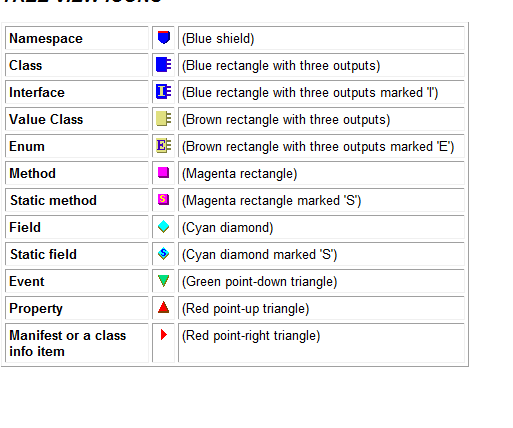 TREE VIEW ICONS
Namespace (Blue shield)
Class (Blue rectangle with three outputs)
Interface I (Blue rectangle with three outputs marked 'I')
Value Class (Brown rectangle with three outputs)
Enum E (Brown rectangle with three outputs marked 'E')
Method (Magenta rectangle)
Static method S (Magenta rectangle marked 'S')
Field (Cyan diamond)
Static field S (Cyan diamond marked 'S')
Event (Green point-down triangle)
Property (Red point-up triangle)
Manifest or a class (Red point-right triangle)
info item